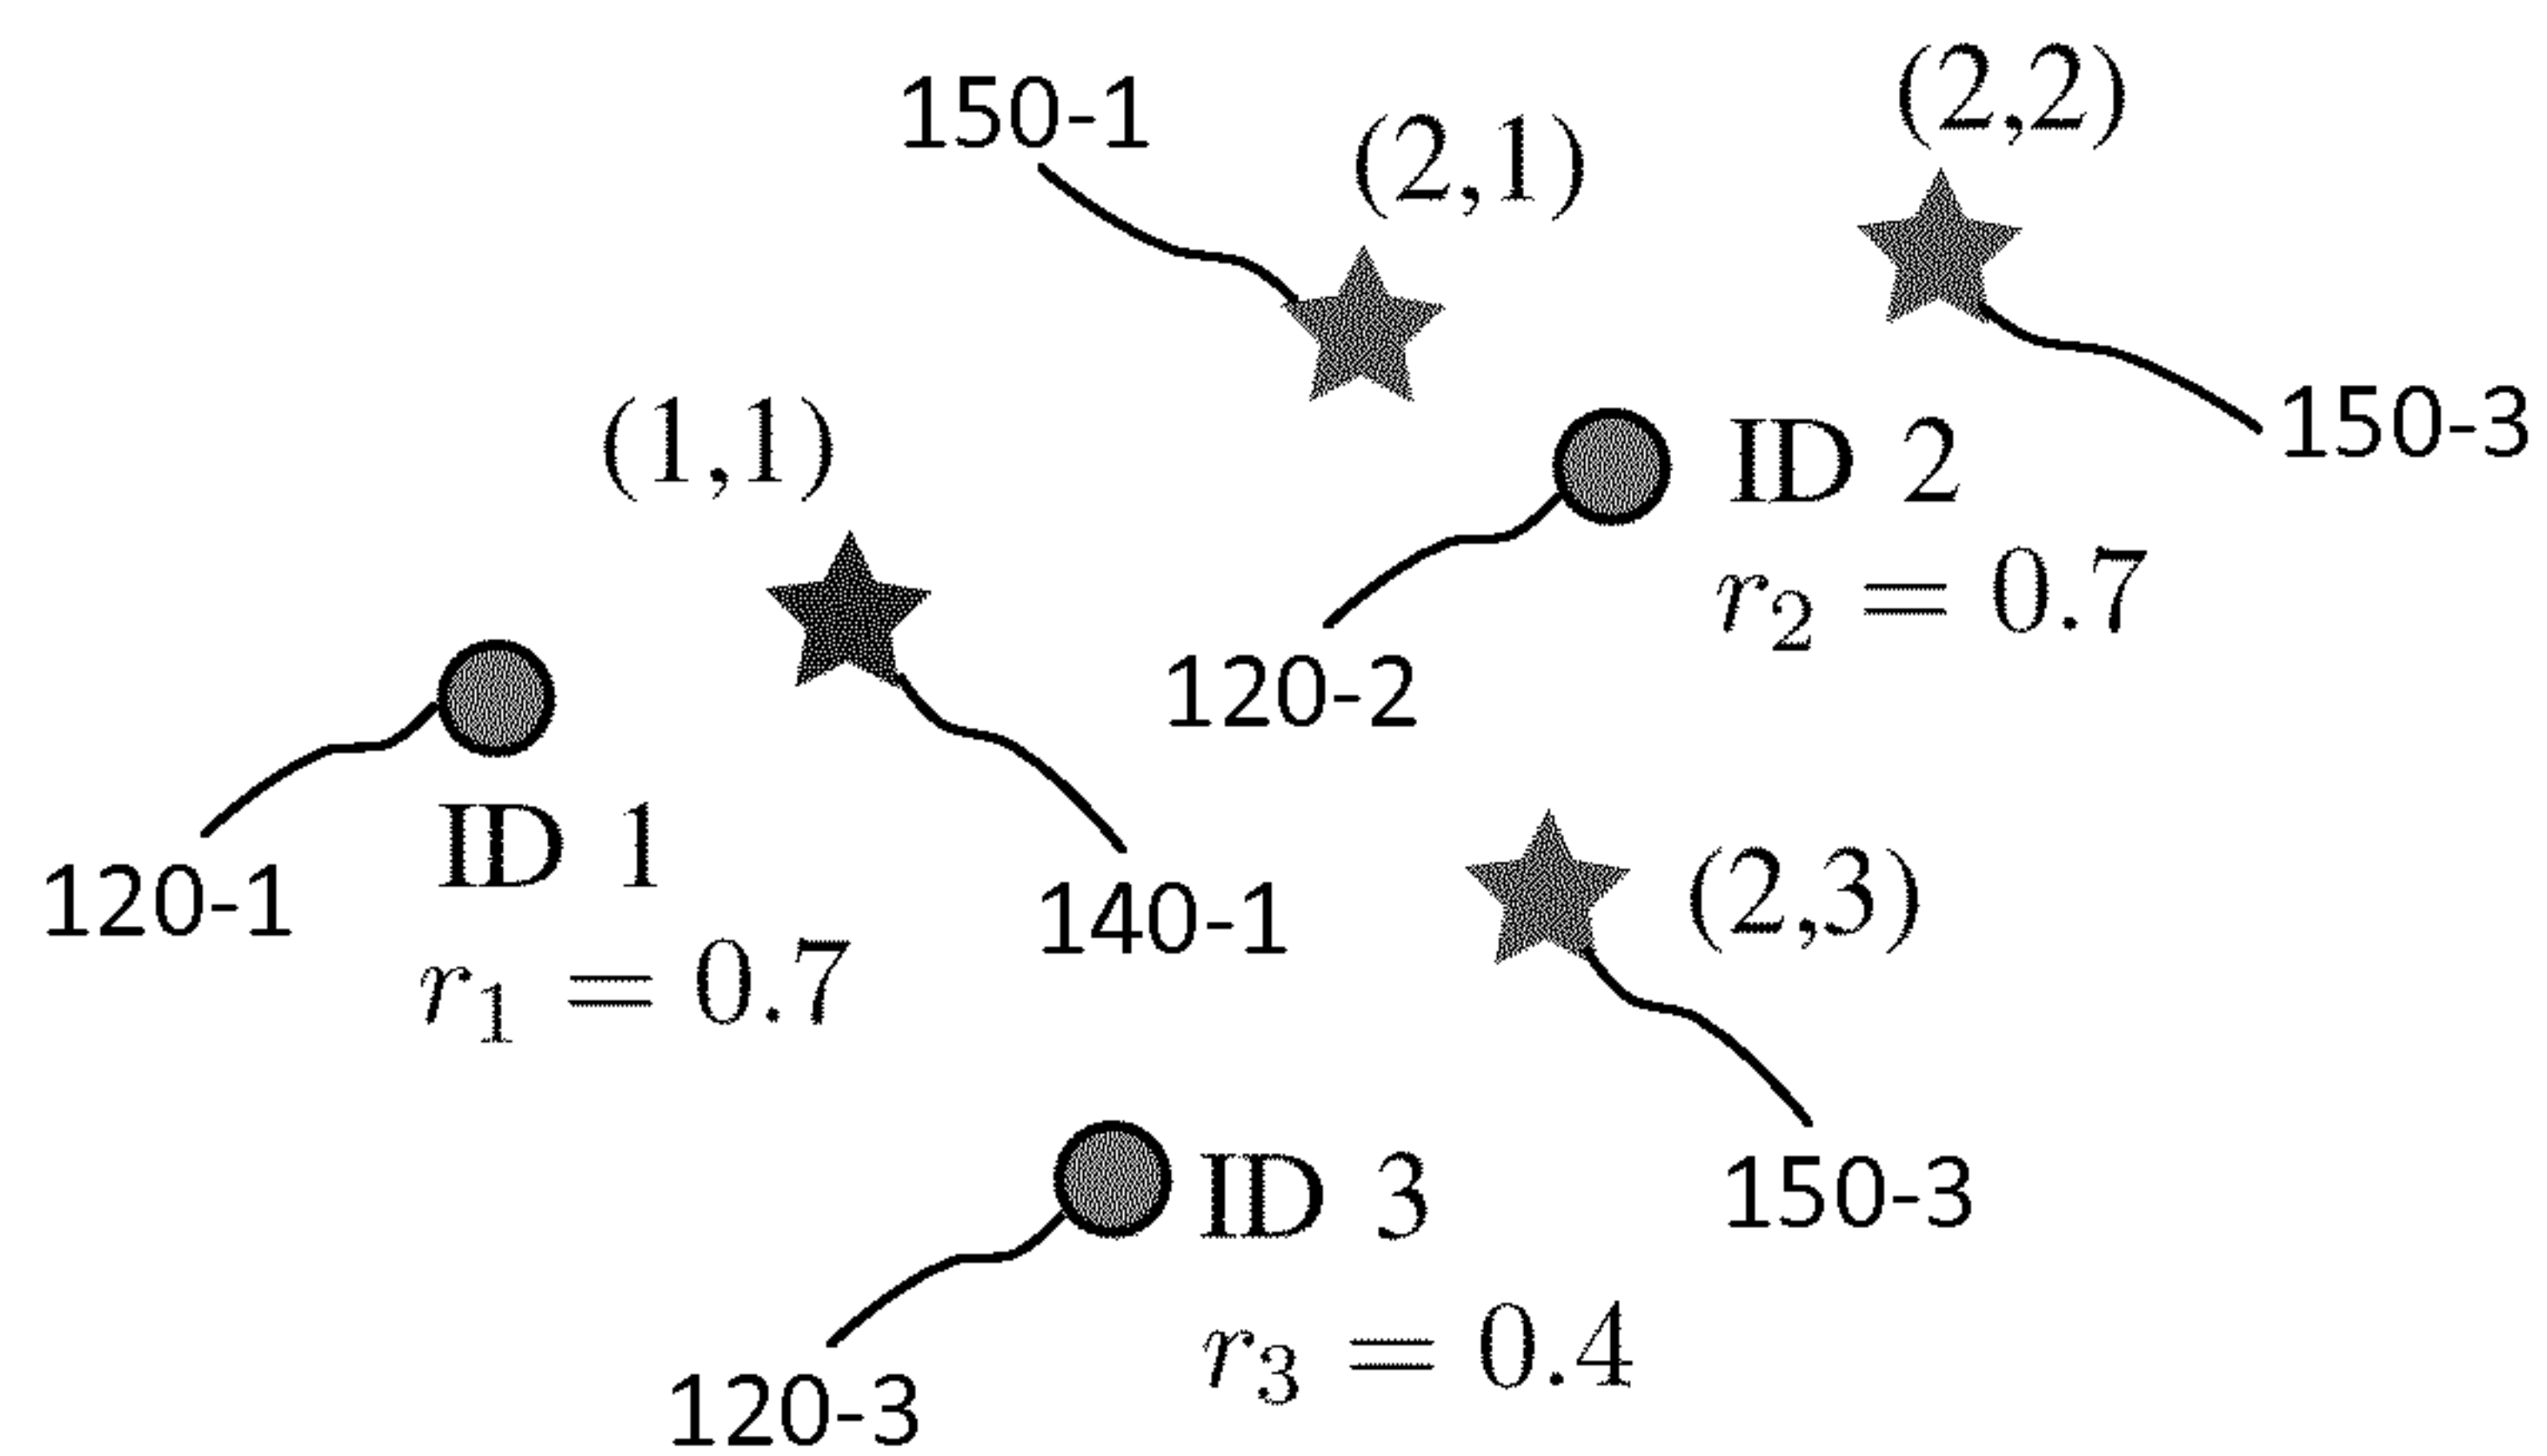 (2,2)
150-1
(2,1)
150-3
(1,1)
ID 2
r₂ = 0.7
120-2
ID 1
120-1
(2,3)
140-1
r₁ = 0.7
ID 3
150-3
r₃ = 0.4
120-3